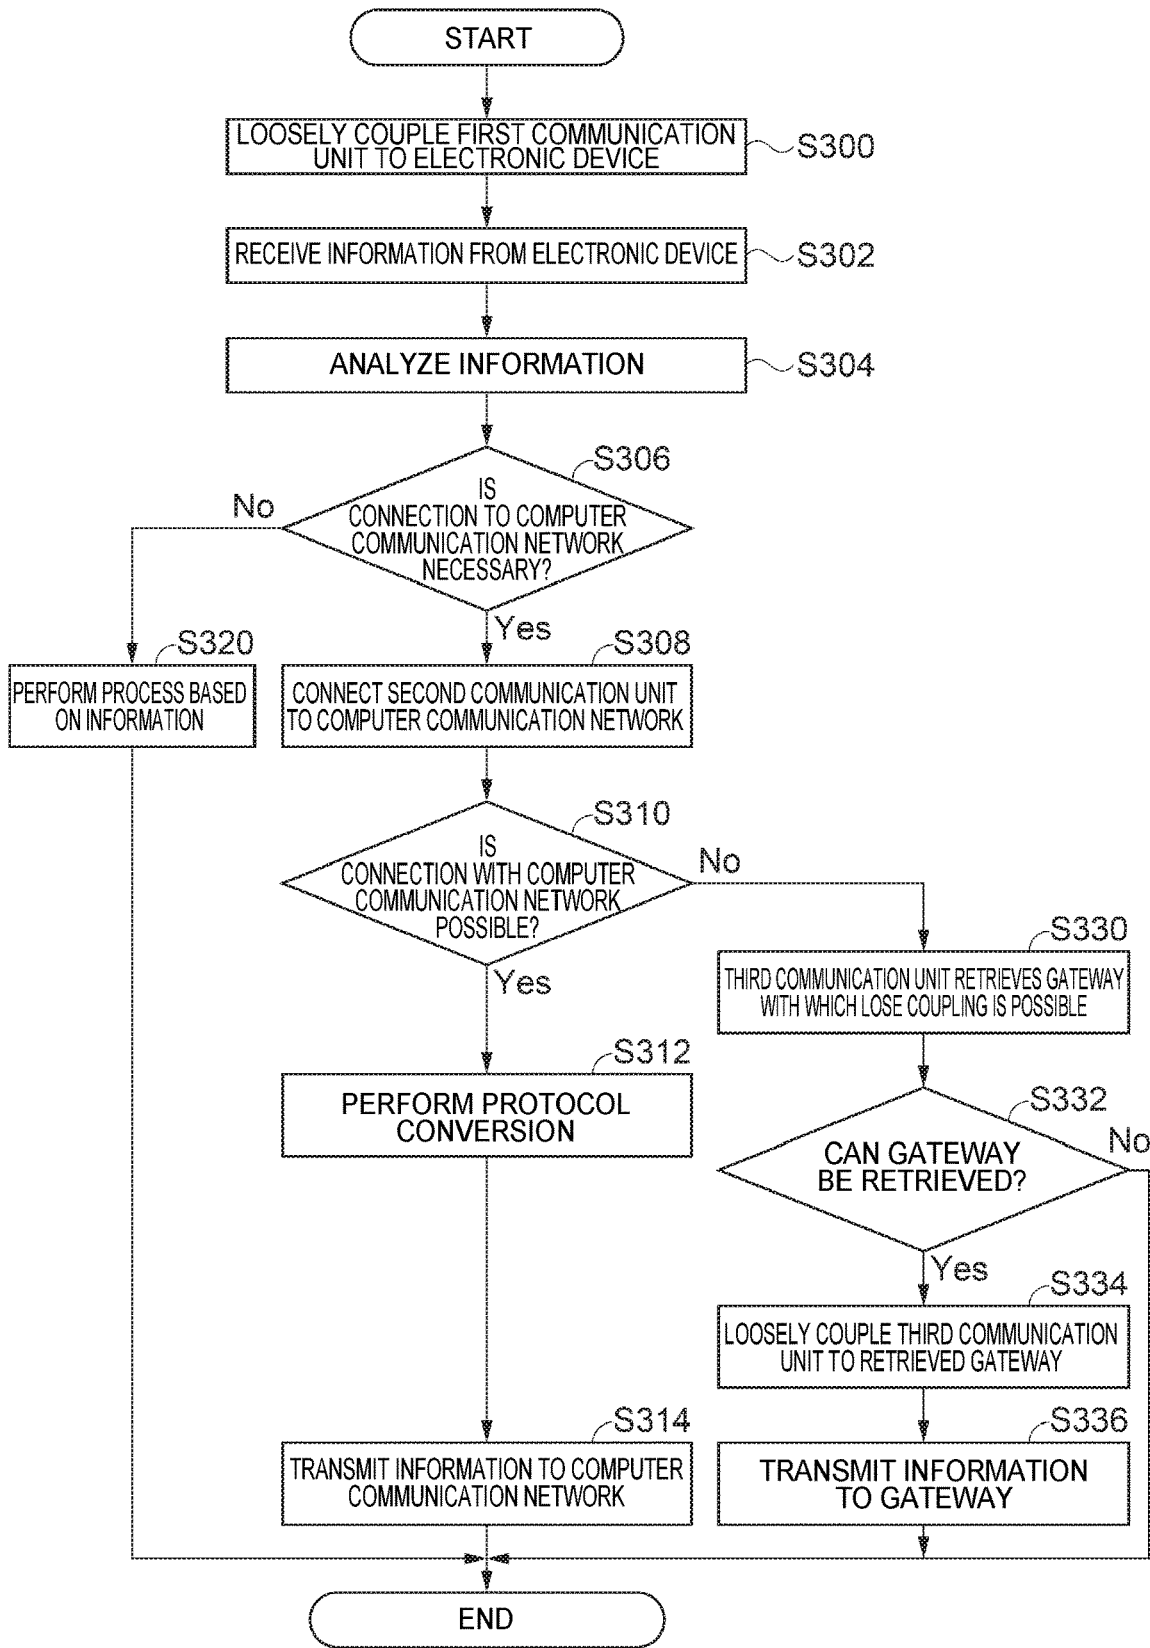 START
LOOSELY COUPLE FIRST COMMUNICATION
UNIT TO ELECTRONIC DEVICE
S300
RECEIVE INFORMATION FROM ELECTRONIC DEVICE
S302
ANALYZE INFORMATION
S304
S306
IS
CONNECTION TO COMPUTER
COMMUNICATION NETWORK
NECESSARY?
No
Yes
S320
PERFORM PROCESS BASED
ON INFORMATION
S308
CONNECT SECOND COMMUNICATION UNIT
TO COMPUTER COMMUNICATION NETWORK
S310
IS
CONNECTION WITH COMPUTER
COMMUNICATION NETWORK
POSSIBLE?
No
Yes
S330
THIRD COMMUNICATION UNIT RETRIEVES GATEWAY
WITH WHICH LOSE COUPLING IS POSSIBLE
S312
PERFORM PROTOCOL
CONVERSION
S332
CAN GATEWAY
BE RETRIEVED?
No
Yes
S334
LOOSELY COUPLE THIRD COMMUNICATION
UNIT TO RETRIEVED GATEWAY
S314
TRANSMIT INFORMATION TO COMPUTER
COMMUNICATION NETWORK
S336
TRANSMIT INFORMATION
TO GATEWAY
END